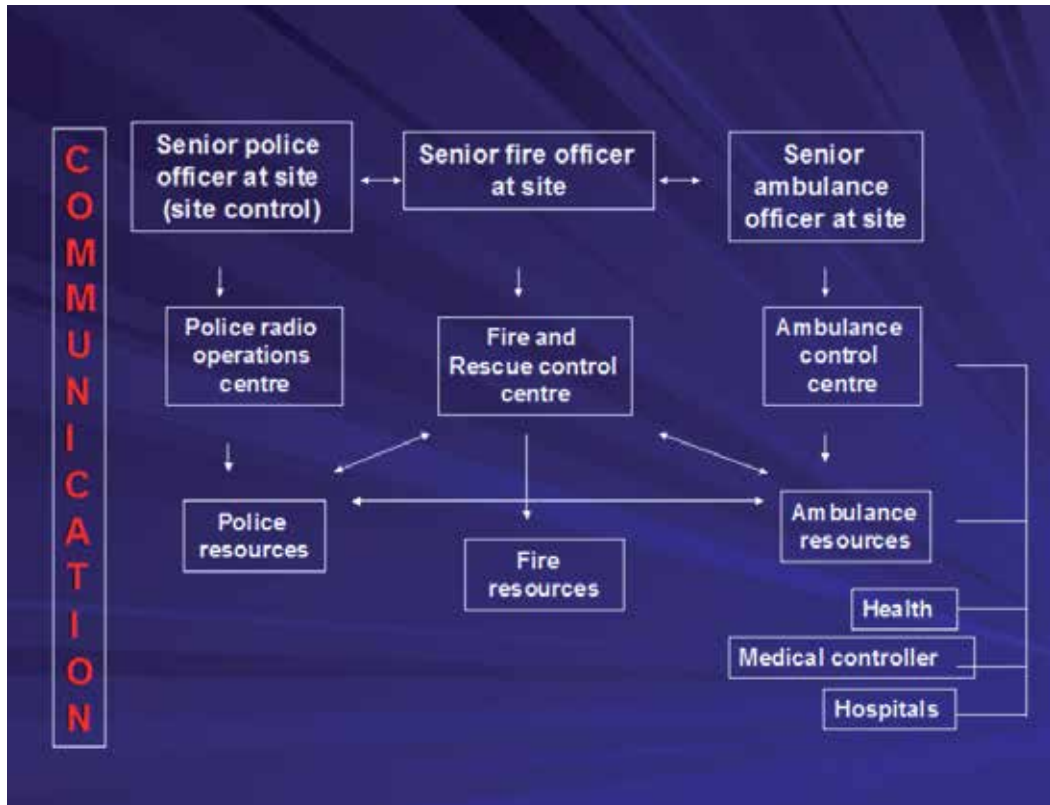 COMMUNICATION
Senior police
officer at site
(site control)
Senior fire officer
at site
Senior
ambulance
officer at site
Police radio
operations
centre
Fire and
Rescue control
centre
Ambulance
control
centre
Police
resources
Fire
resources
Ambulance
resources
Health
Medical controller
Hospitals